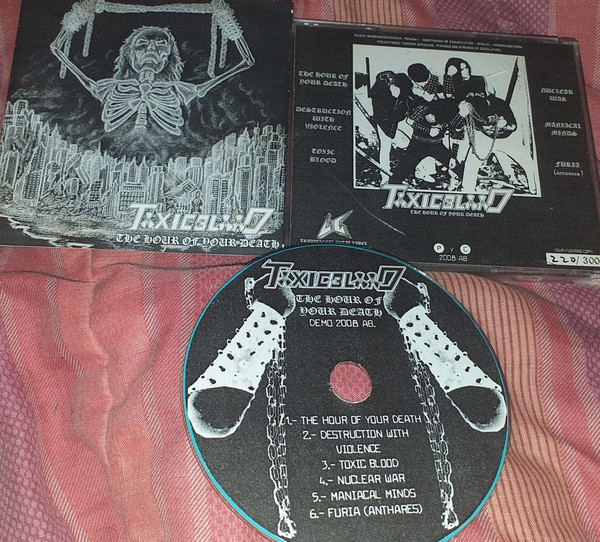 TOXICBLOOD
THE HOUR OF YOUR DEATH
THE HOUR OF
YOUR DEATH
DESTRUCTION
WITH
VIOLENCE
TOXIC
BLOOD
NUCLEAR
WAR
MANIACAL
MINDS
FURIA
(ANTHARES)
TOXICBLOOD
THE HOUR OF YOUR DEATH
P Y C
2008 AB
YOUR FUCKING COPY:
220/300
TOXICBLOOD
THE HOUR OF
YOUR DEATH
DEMO 2008 AB.
1.- THE HOUR OF YOUR DEATH
2.- DESTRUCTION WITH
VIOLENCE
3.- TOXIC BLOOD
4.- NUCLEAR WAR
5.- MANIACAL MINDS
6.- FURIA (ANTHARES)